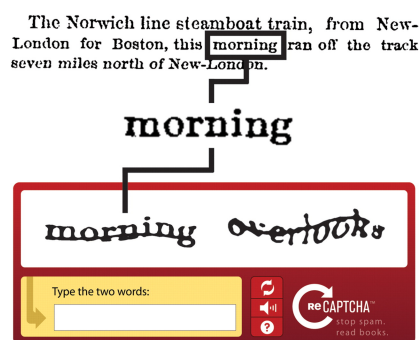 The Norwich line steamboat train, from New-
London for Boston, this morning ran off the track
seven miles north of New-London.
morning
morning overlooks
Type the two words:
reCAPTCHA™
stop spam.
read books.